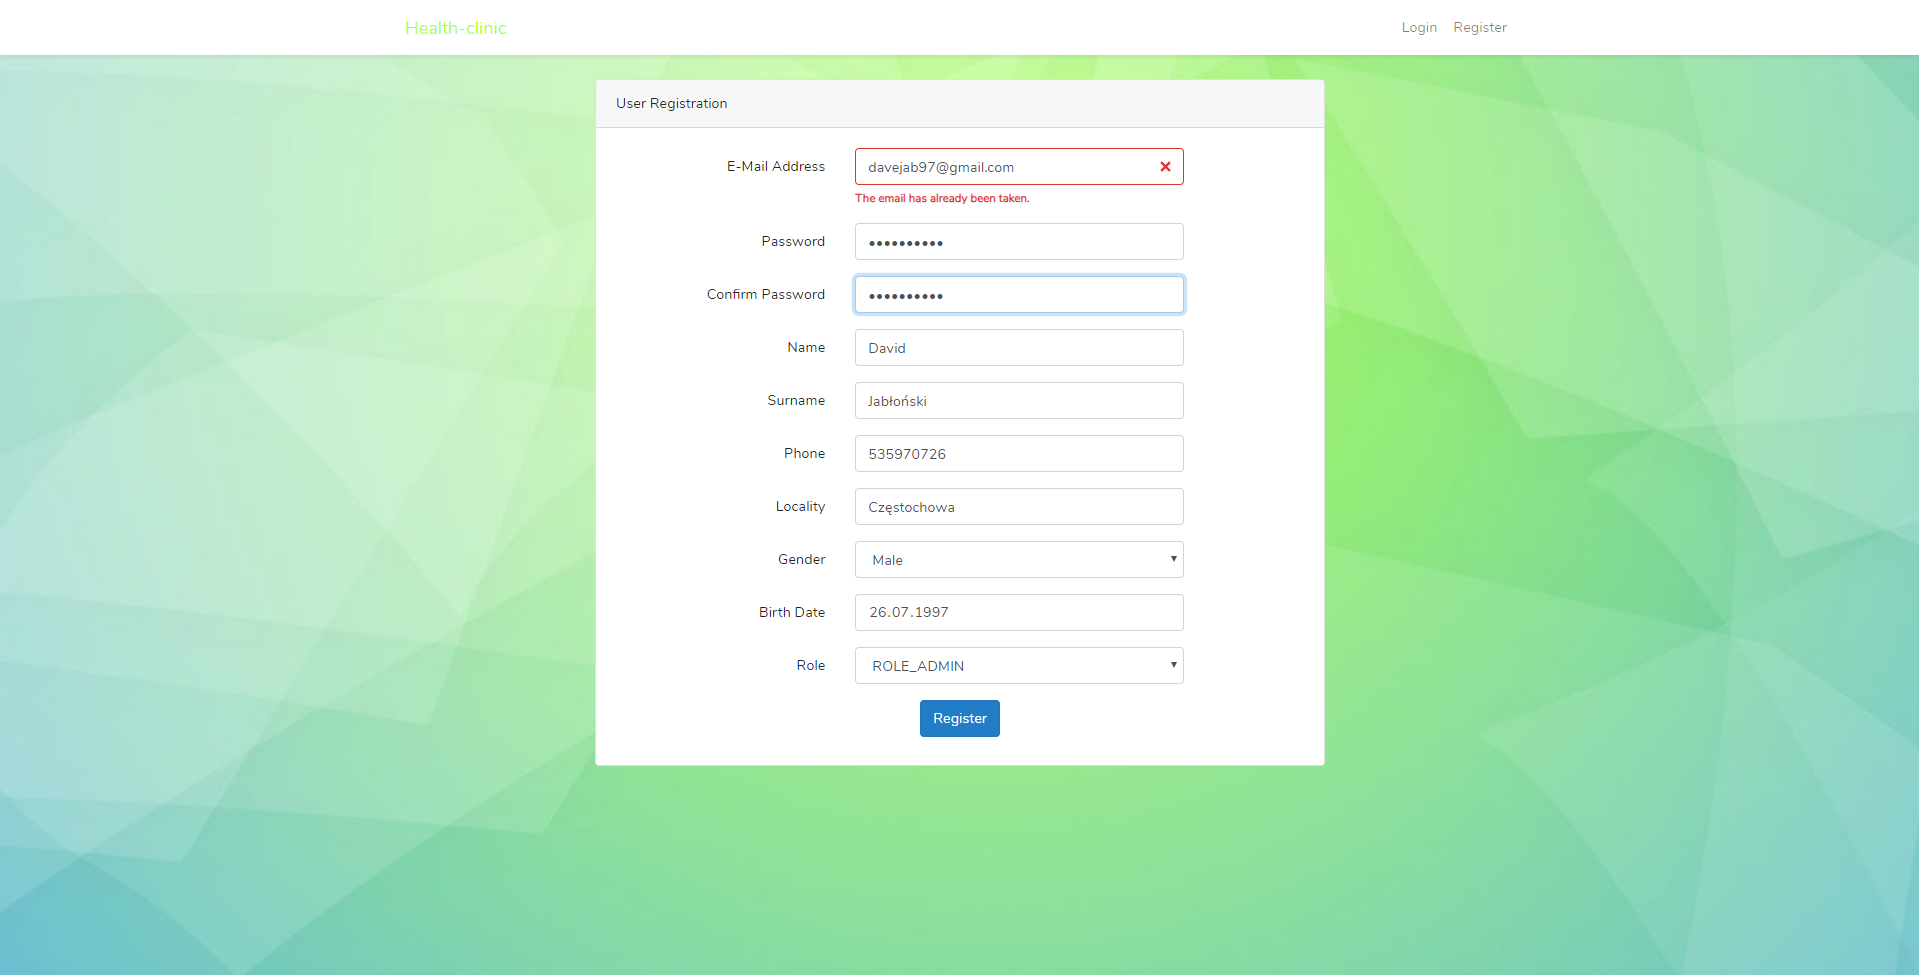 Health-clinic
Login Register
User Registration
E-Mail Address davejab97@gmail.com
The email has already been taken.
Password ••••••••••
Confirm Password ••••••••••
Name David
Surname Jabłoński
Phone 535970726
Locality Częstochowa
Gender Male
Birth Date 26.07.1997
Role ROLE_ADMIN
Register